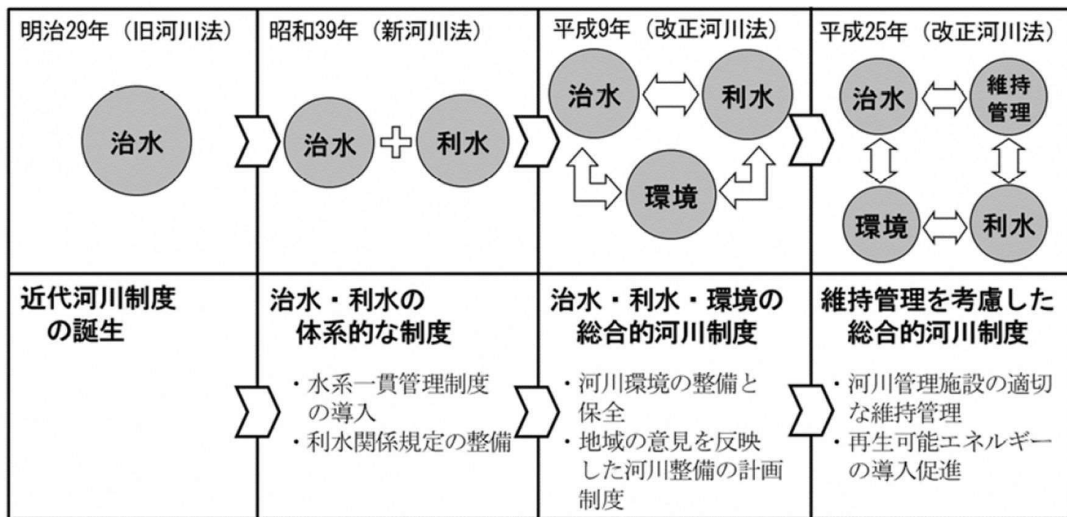 明治29年（旧河川法）
治水
昭和39年（新河川法）
治水
利水
平成9年（改正河川法）
治水
利水
環境
平成25年（改正河川法）
治水
維持
管理
環境
利水
近代河川制度
の誕生
治水・利水の
体系的な制度
・水系一貫管理制度
の導入
・利水関係規定の整備
治水・利水・環境の
総合的河川制度
・河川環境の整備と
保全
・地域の意見を反映
した河川整備の計画
制度
維持管理を考慮した
総合的河川制度
・河川管理施設の適切
な維持管理
・再生可能エネルギー
の導入促進